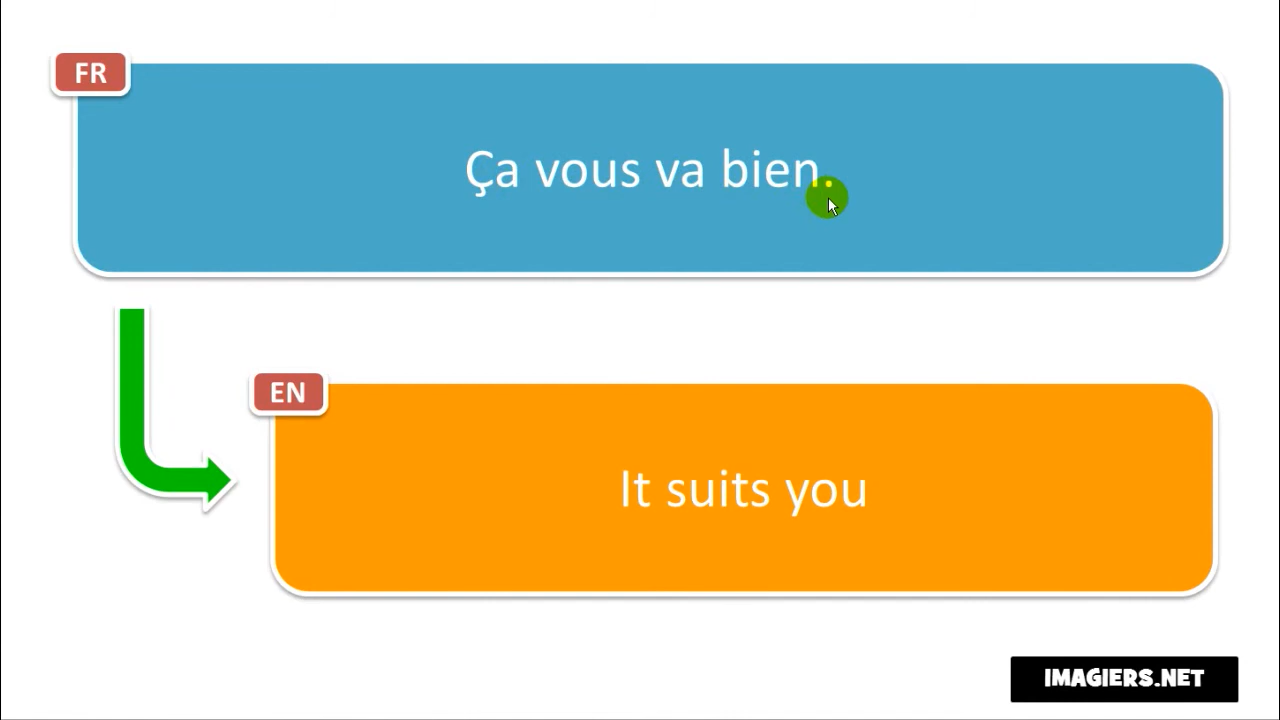 FR
Ça vous va bien.
EN
It suits you
IMAGIERS.NET